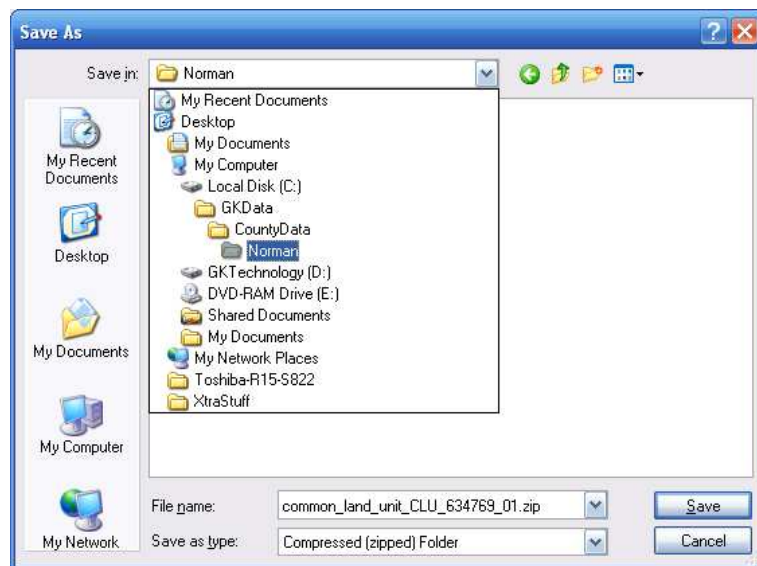 Save As
Save in:
Norman
My Recent Documents
Desktop
My Documents
My Computer
Local Disk (C:)
GKData
CountyData
Norman
GKTechnology (D:)
DVD-RAM Drive (E:)
Shared Documents
My Documents
My Network Places
Toshiba-R15-S822
XtraStuff
My Recent
Documents
Desktop
My Documents
My Computer
My Network
File name:
common_land_unit_CLU_634769_01.zip
Save
Save as type:
Compressed (zipped) Folder
Cancel